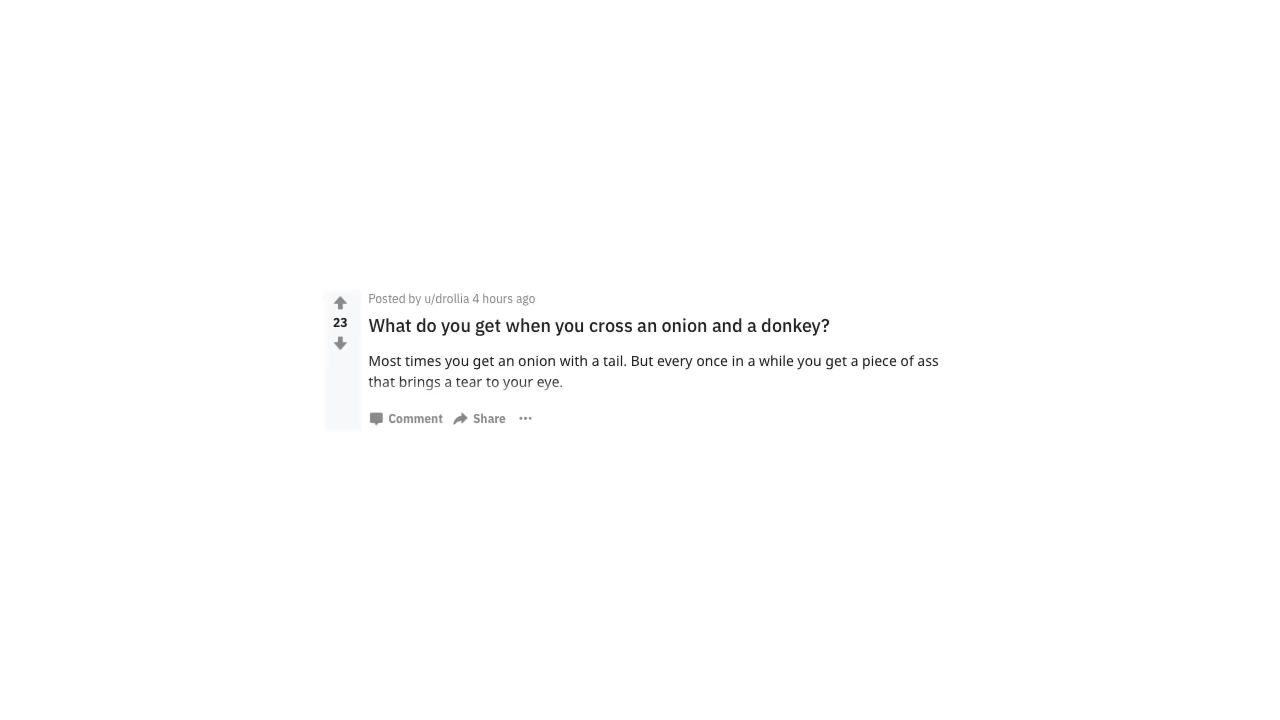 Posted by u/drollia 4 hours ago
23
What do you get when you cross an onion and a donkey?
Most times you get an onion with a tail. But every once in a while you get a piece of ass
that brings a tear to your eye.
Comment Share ...